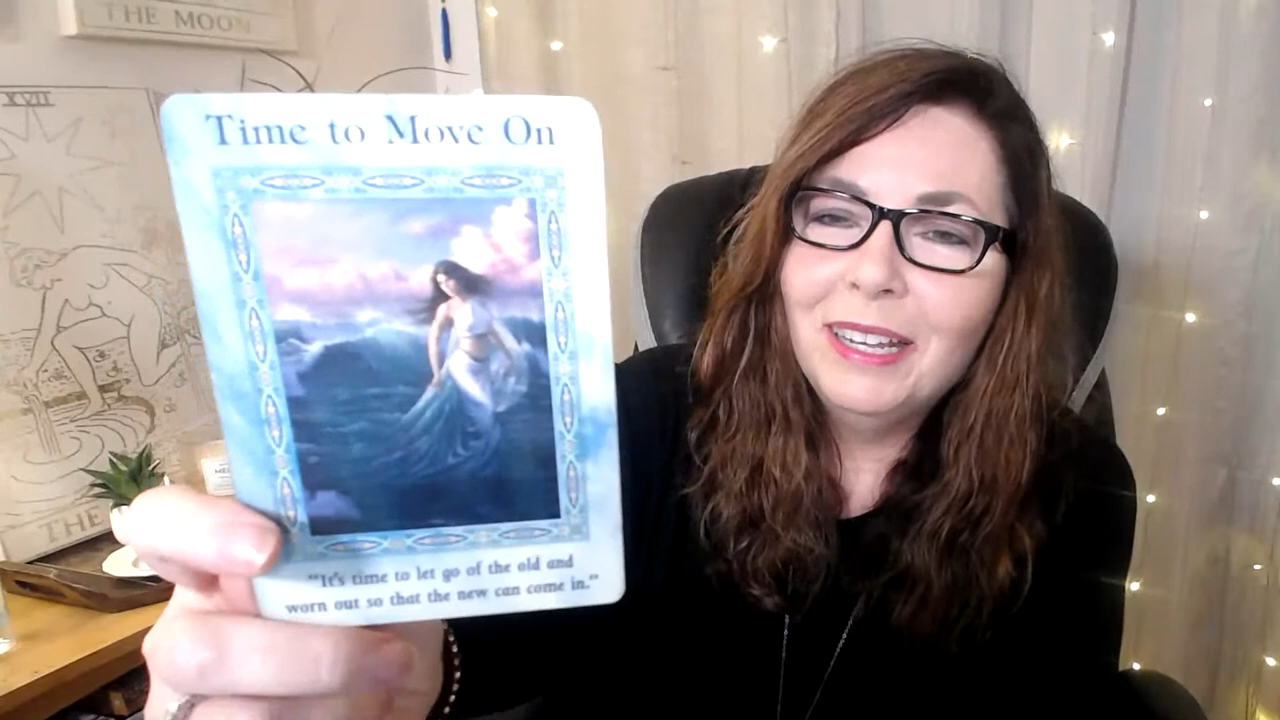 THE MOON
XVII
Time to Move On
THE
"It's time to let go of the old and
worn out so that the new can come in."